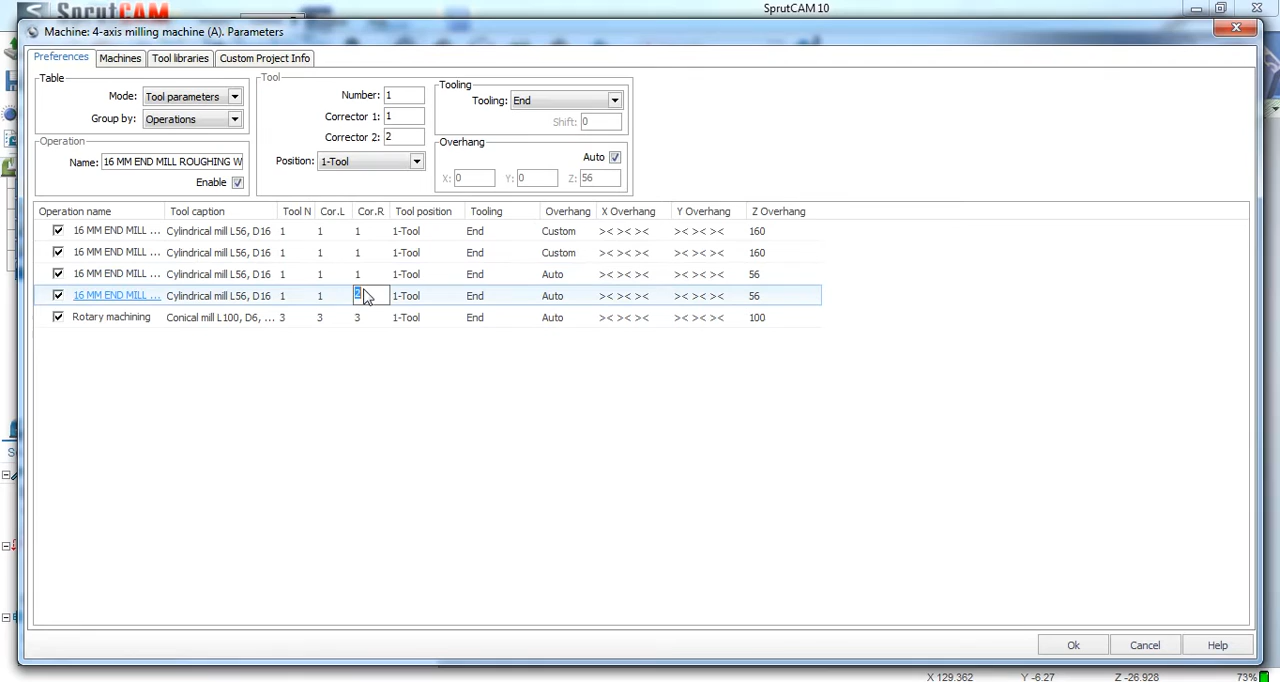 SprutCAM
SprutCAM 10
Machine: 4-axis milling machine (A). Parameters
Preferences Machines Tool libraries Custom Project Info
Table
Mode: Tool parameters
Group by: Operations
Operation
Name: 16 MM END MILL ROUGHING W
Enable
Tool
Number: 1
Corrector 1: 1
Corrector 2: 2
Position: 1-Tool
Tooling
Tooling: End
Shift: 0
Overhang
Auto
X: 0 Y: 0 Z: 56
Operation name Tool caption Tool N Cor.L Cor.R Tool position Tooling Overhang X Overhang Y Overhang Z Overhang
16 MM END MILL ... Cylindrical mill L56, D16 1 1 1 1-Tool End Custom >< >< >< >< >< >< 160
16 MM END MILL ... Cylindrical mill L56, D16 1 1 1 1-Tool End Custom >< >< >< >< >< >< 160
16 MM END MILL ... Cylindrical mill L56, D16 1 1 1 1-Tool End Auto >< >< >< >< >< >< 56
16 MM END MILL ... Cylindrical mill L56, D16 1 1 2 1-Tool End Auto >< >< >< >< >< >< 56
Rotary machining Conical mill L100, D6, ... 3 3 3 1-Tool End Auto >< >< >< >< >< >< 100
Ok Cancel Help
X 129.362 Y -6.27 Z -26.928 73%